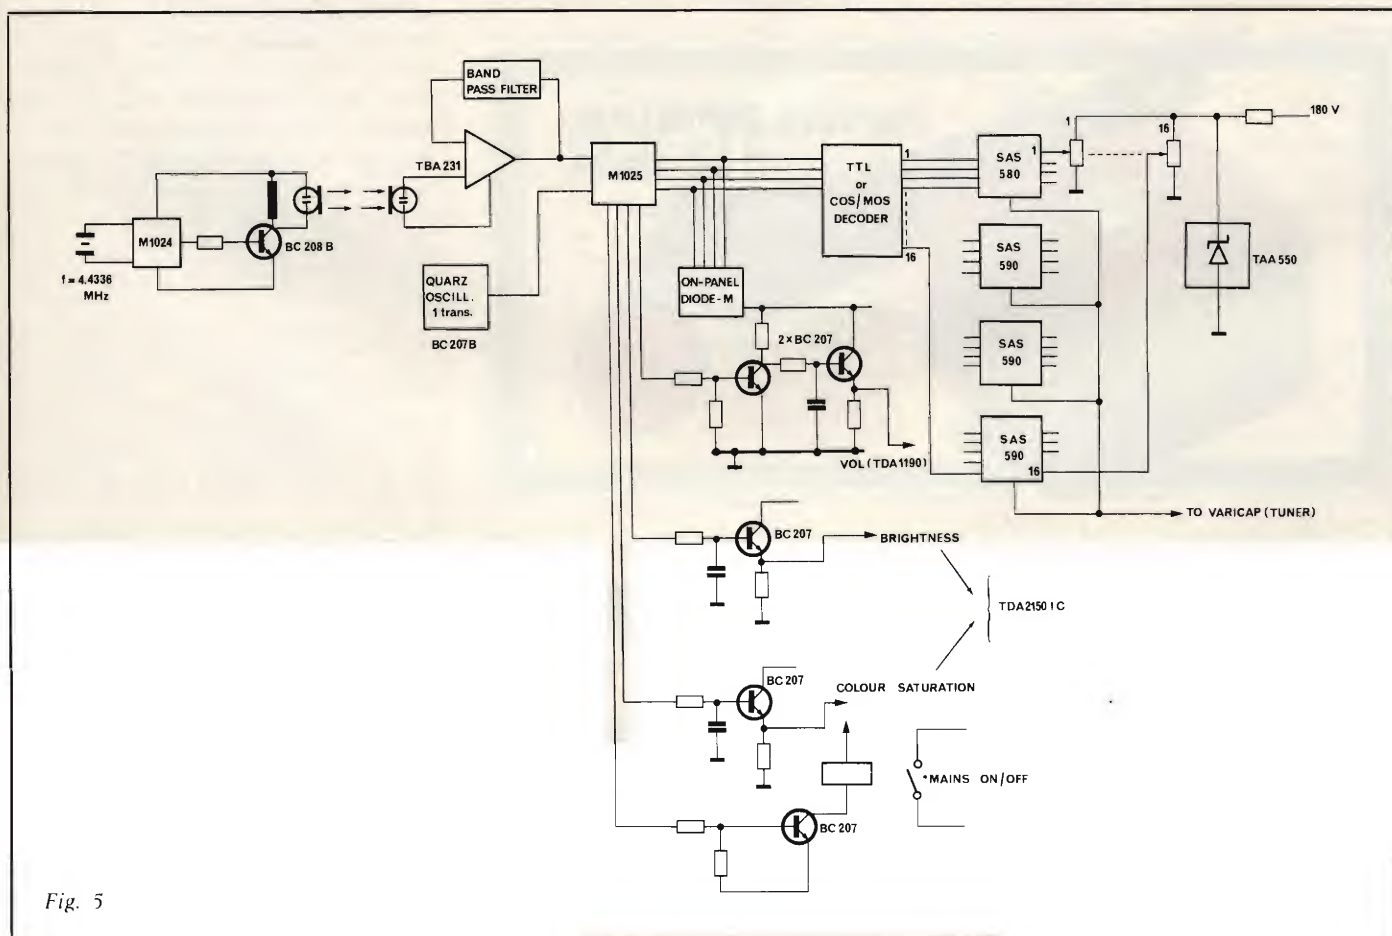 BAND
PASS FILTER
TBA 231
M1024
BC 208 B
f = 4.4336
MHz
QUARZ
OSCILL.
1 trans.
BC 207B
M1025
ON-PANEL
DIODE-M
TTL
or
COS/MOS
DECODER
1
16
SAS
580
1
SAS
590
SAS
590
SAS
590
16
1
16
180 V
TAA 550
2 x BC 207
VOL (TDA1190)
TO VARICAP (TUNER)
BC 207
BRIGHTNESS
TDA2150 IC
BC 207
COLOUR SATURATION
MAINS ON/OFF
BC 207
Fig. 5